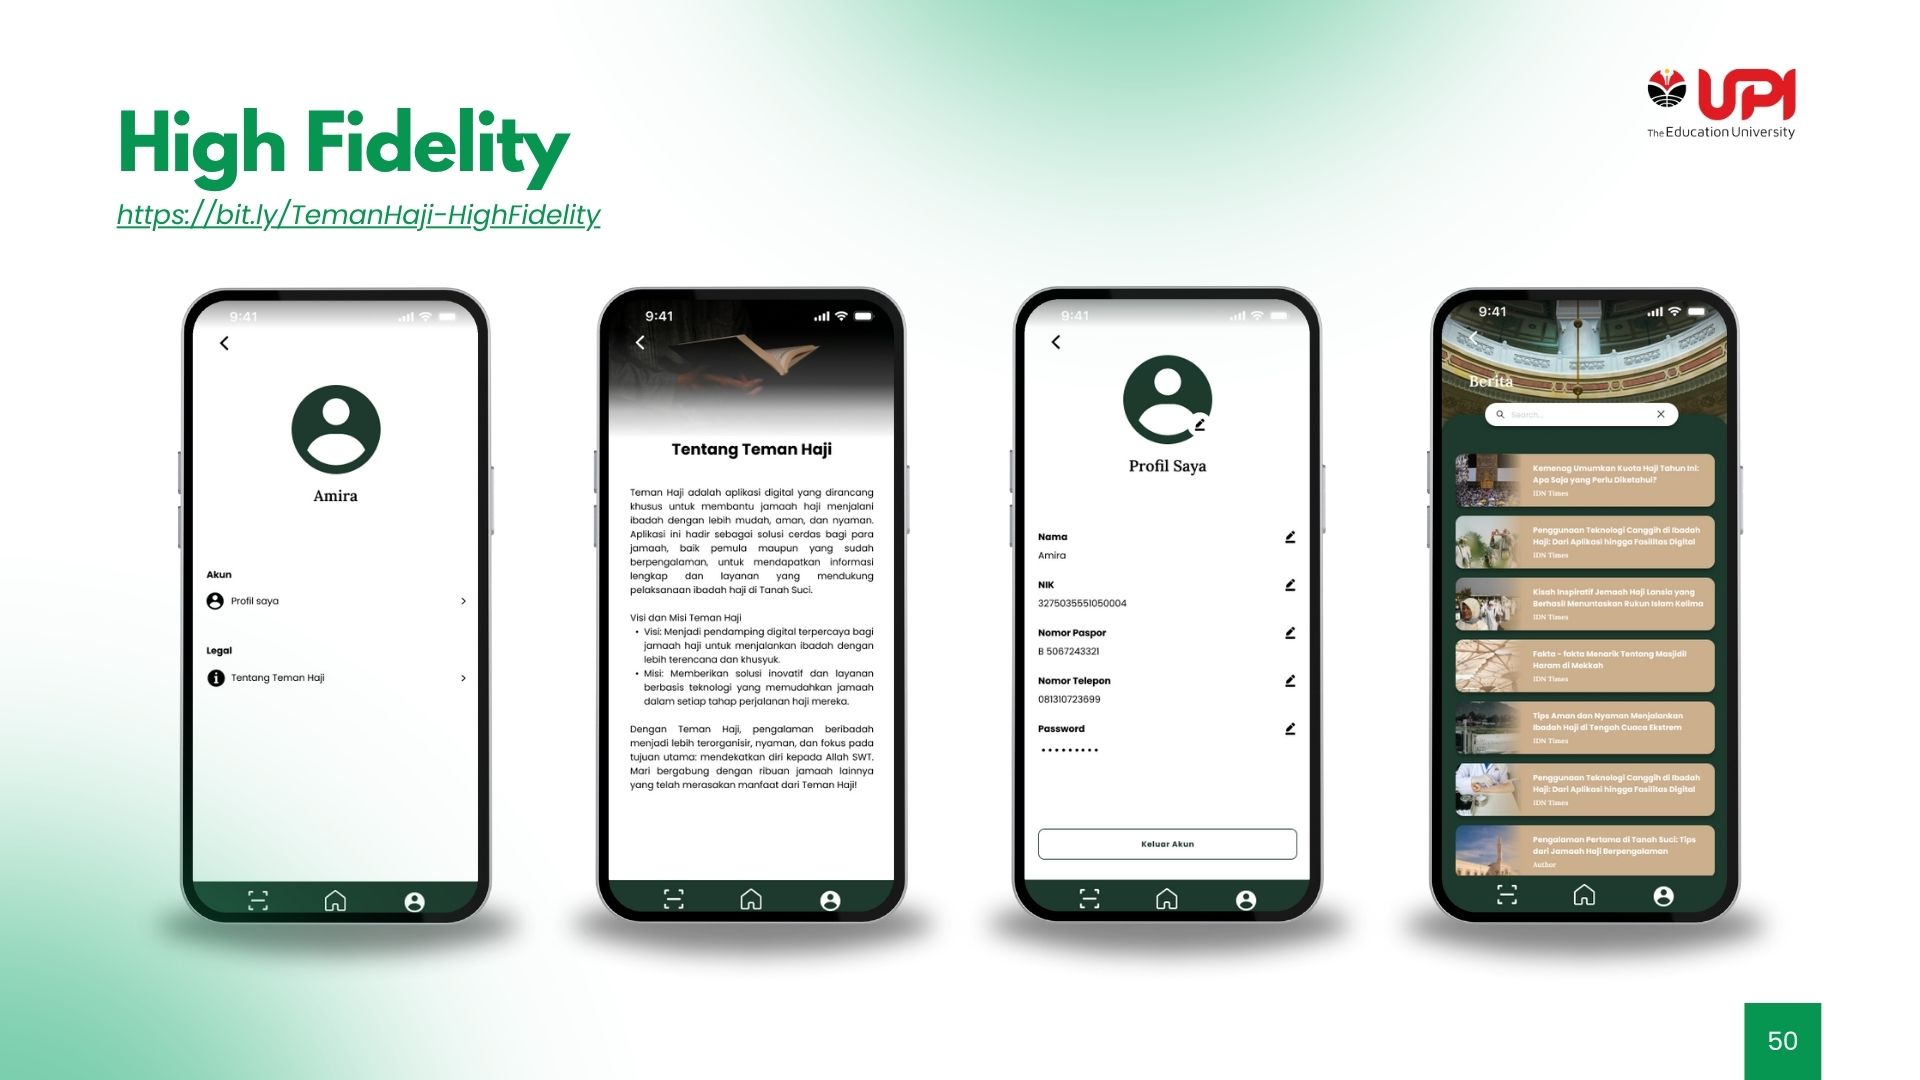 High Fidelity
https://bit.ly/TemanHaji-HighFidelity
UPI
The Education University
9:41
Amira
Akun
Profil saya
Legal
Tentang Teman Haji
9:41
Tentang Teman Haji
Teman Haji adalah aplikasi digital yang dirancang
khusus untuk membantu jamaah haji menjalani
ibadah dengan lebih mudah, aman, dan nyaman.
Aplikasi ini hadir sebagai solusi cerdas bagi para
jamaah, baik pemula maupun yang sudah
berpengalaman, untuk mendapatkan informasi
lengkap dan layanan yang mendukung
pelaksanaan ibadah haji di Tanah Suci.
Visi dan Misi Teman Haji
• Visi: Menjadi pendamping digital terpercaya bagi
jamaah haji untuk menjalankan ibadah dengan
lebih terencana dan khusyuk.
• Misi: Memberikan solusi inovatif dan layanan
berbasis teknologi yang memudahkan jamaah
dalam setiap tahap perjalanan haji mereka.
Dengan Teman Haji, pengalaman beribadah
menjadi lebih terorganisir, nyaman, dan fokus pada
tujuan utama: mendekatkan diri kepada Allah SWT.
Mari bergabung dengan ribuan jamaah lainnya
yang telah merasakan manfaat dari Teman Haji!
9:41
Profil Saya
Nama
Amira
NIK
3275035551050004
Nomor Paspor
B 5067243321
Nomor Telepon
081310723699
Password
•••••••••
Keluar Akun
9:41
Berita
Search...
Kemenag Umumkan Kuota Haji Tahun Ini:
Apa Saja yang Perlu Diketahui?
IDN Times
Penggunaan Teknologi Canggih di Ibadah
Haji: Dari Aplikasi hingga Fasilitas Digital
IDN Times
Kisah Inspiratif Jemaah Haji Lansia yang
Berhasil Menuntaskan Rukun Islam Kelima
IDN Times
Fakta - fakta Menarik Tentang Masjidil
Haram di Mekkah
IDN Times
Tips Aman dan Nyaman Menjalankan
Ibadah Haji di Tengah Cuaca Ekstrem
IDN Times
Penggunaan Teknologi Canggih di Ibadah
Haji: Dari Aplikasi hingga Fasilitas Digital
IDN Times
Pengalaman Pertama di Tanah Suci: Tips
dari Jamaah Haji Berpengalaman
Author
50